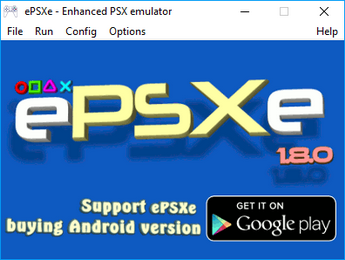 ePSXe - Enhanced PSX emulator
File Run Config Options Help
ePSXe
1.8.0
Support ePSXe
buying Android version
GET IT ON
Google play